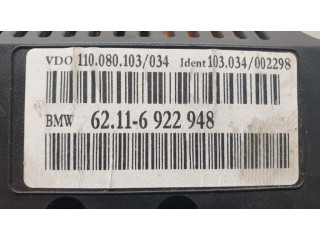 VDO 110.080.103/034 Ident 103.034/002298
BMW 62.11-6 922 948